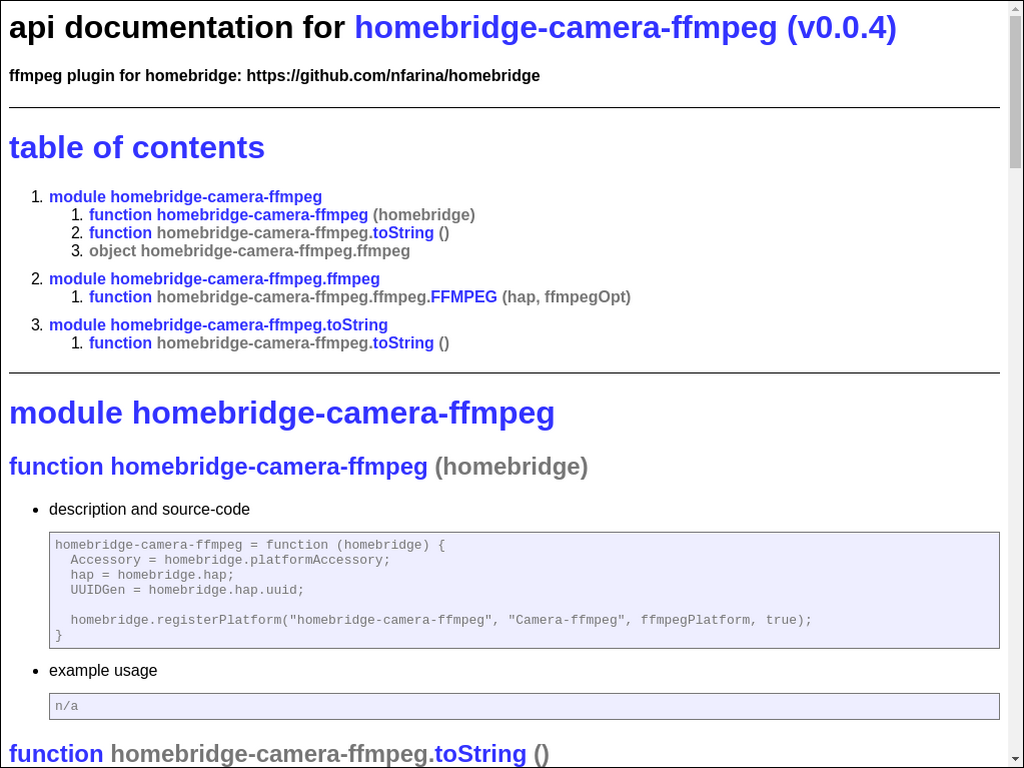 api documentation for homebridge-camera-ffmpeg (v0.0.4)
ffmpeg plugin for homebridge: https://github.com/nfarina/homebridge
table of contents
1. module homebridge-camera-ffmpeg
1. function homebridge-camera-ffmpeg (homebridge)
2. function homebridge-camera-ffmpeg.toString ()
3. object homebridge-camera-ffmpeg.ffmpeg
2. module homebridge-camera-ffmpeg.ffmpeg
1. function homebridge-camera-ffmpeg.ffmpeg.FFMPEG (hap, ffmpegOpt)
3. module homebridge-camera-ffmpeg.toString
1. function homebridge-camera-ffmpeg.toString ()
module homebridge-camera-ffmpeg
function homebridge-camera-ffmpeg (homebridge)
• description and source-code
homebridge-camera-ffmpeg = function (homebridge) {
  Accessory = homebridge.platformAccessory;
  hap = homebridge.hap;
  UUIDGen = homebridge.hap.uuid;
  homebridge.registerPlatform("homebridge-camera-ffmpeg", "Camera-ffmpeg", ffmpegPlatform, true);
}
• example usage
n/a
function homebridge-camera-ffmpeg.toString ()